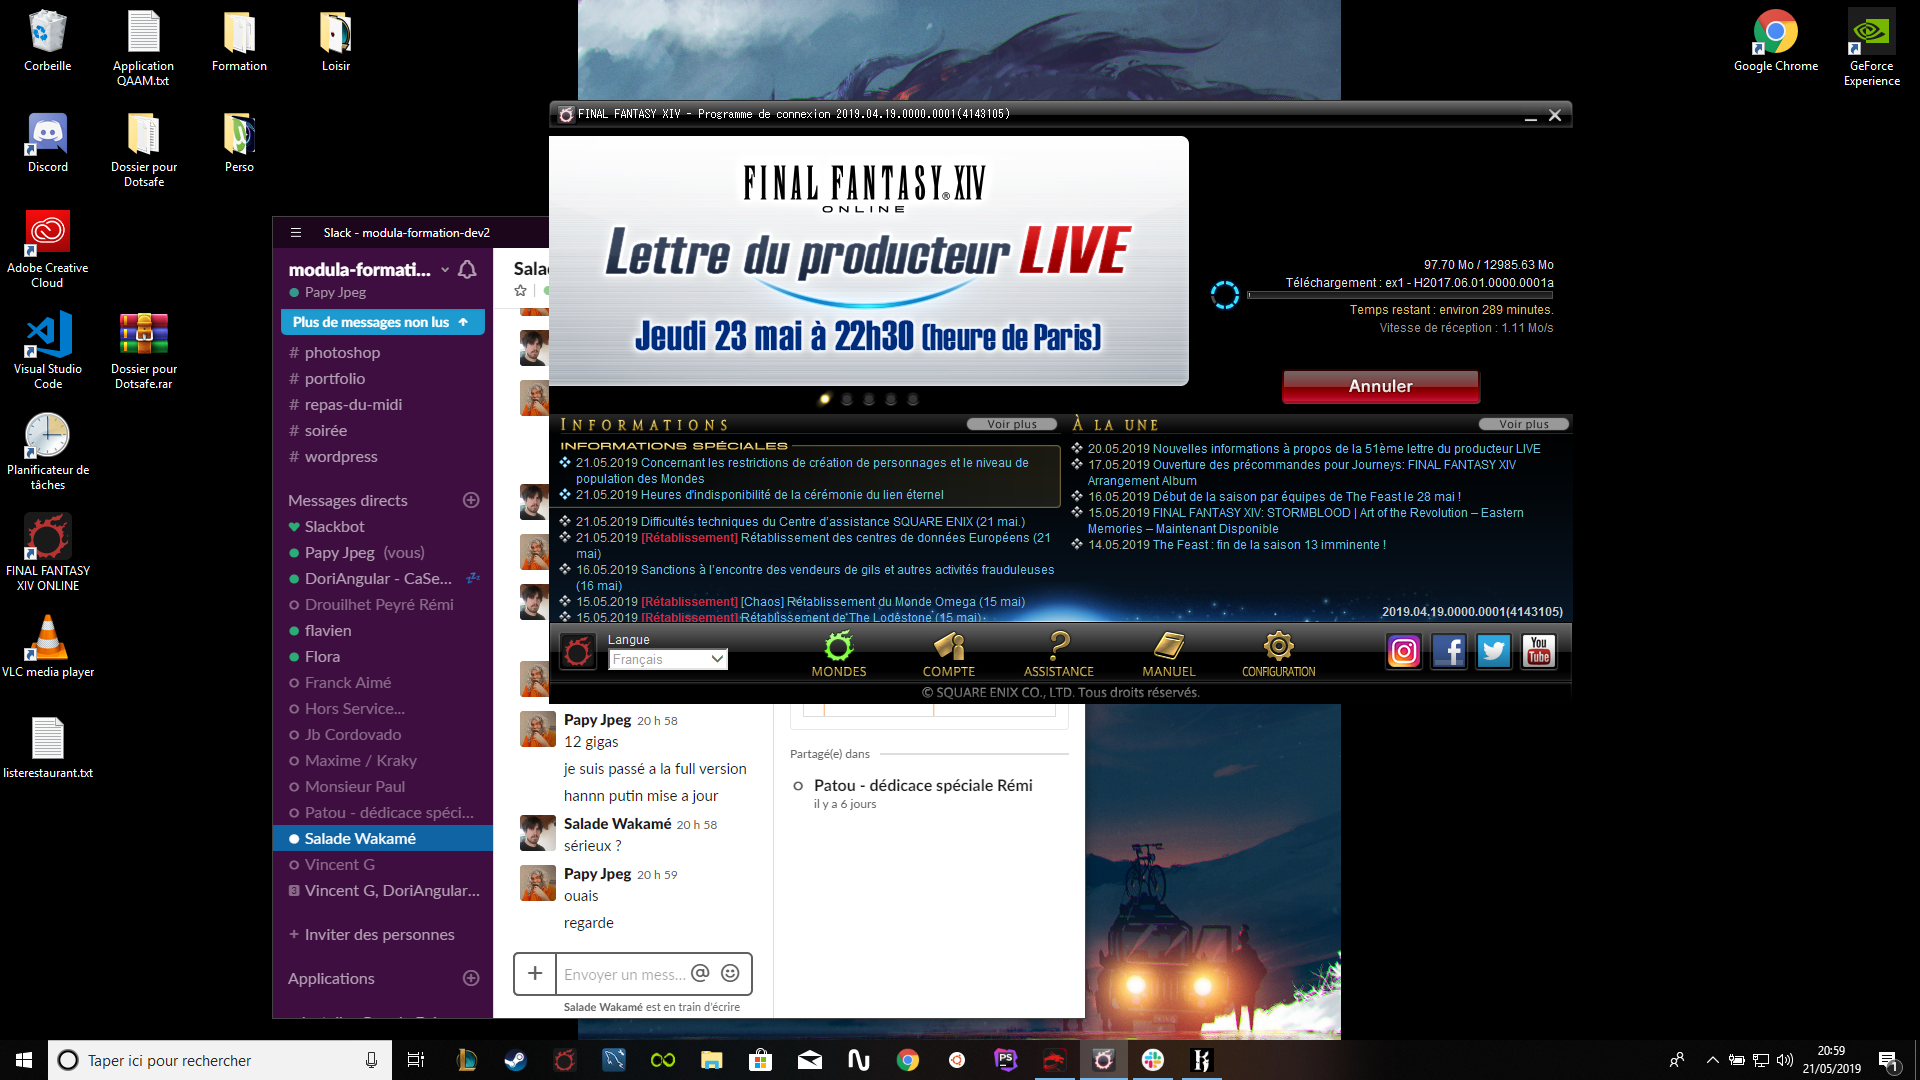 Corbeille
Application
QAAM.txt
Formation
Loisir
Google Chrome
GeForce
Experience
Discord
Dossier pour
Dotsafe
Perso
Adobe Creative
Cloud
Visual Studio
Code
Dossier pour
Dotsafe.rar
Planificateur de
tâches
FINAL FANTASY
XIV ONLINE
VLC media player
listerestaurant.txt
FINAL FANTASY XIV - Programme de connexion 2019.04.19.0000.0001(4143105)
FINAL FANTASY® XIV
ONLINE
Lettre du producteur LIVE
Jeudi 23 mai à 22h30 (heure de Paris)
97.70 Mo / 12985.63 Mo
Téléchargement : ex1 - H2017.06.01.0000.0001a
Temps restant : environ 289 minutes.
Vitesse de réception : 1.11 Mo/s
Annuler
INFORMATIONS
Voir plus
INFORMATIONS SPÉCIALES
21.05.2019 Concernant les restrictions de création de personnages et le niveau de
population des Mondes
21.05.2019 Heures d'indisponibilité de la cérémonie du lien éternel
21.05.2019 Difficultés techniques du Centre d'assistance SQUARE ENIX (21 mai.)
21.05.2019 [Rétablissement] Rétablissement des centres de données Européens (21
mai)
16.05.2019 Sanctions à l'encontre des vendeurs de gils et autres activités frauduleuses
(16 mai)
15.05.2019 [Rétablissement] [Chaos] Rétablissement du Monde Omega (15 mai)
15.05.2019 [Rétablissement] Rétablissement de The Lodestone (15 mai)
À LA UNE
Voir plus
20.05.2019 Nouvelles informations à propos de la 51ème lettre du producteur LIVE
17.05.2019 Ouverture des précommandes pour Journeys: FINAL FANTASY XIV
Arrangement Album
16.05.2019 Début de la saison par équipes de The Feast le 28 mai !
15.05.2019 FINAL FANTASY XIV: STORMBLOOD | Art of the Revolution – Eastern
Memories – Maintenant Disponible
14.05.2019 The Feast : fin de la saison 13 imminente !
2019.04.19.0000.0001(4143105)
Langue
Français
MONDES
COMPTE
ASSISTANCE
MANUEL
CONFIGURATION
You
Tube
© SQUARE ENIX CO., LTD. Tous droits réservés.
Slack - modula-formation-dev2
modula-formati...
Papy Jpeg
Plus de messages non lus
# photoshop
# portfolio
# repas-du-midi
# soirée
# wordpress
Messages directs
Slackbot
Papy Jpeg (vous)
DoriAngular - CaSe...
Drouilhet Peyré Rémi
flavien
Flora
Franck Aimé
Hors Service...
Jb Cordovado
Maxime / Kraky
Monsieur Paul
Patou - dédicace spéci...
Salade Wakamé
Vincent G
3 Vincent G, DoriAngular...
+ Inviter des personnes
Applications
Sala
Papy Jpeg 20 h 58
12 gigas
je suis passé a la full version
hannn putin mise a jour
Salade Wakamé 20 h 58
sérieux ?
Papy Jpeg 20 h 59
ouais
regarde
Envoyer un mess...
Salade Wakamé est en train d'écrire
Partagé(e) dans
Patou - dédicace spéciale Rémi
il y a 6 jours
Taper ici pour rechercher
PS
20:59
21/05/2019
1